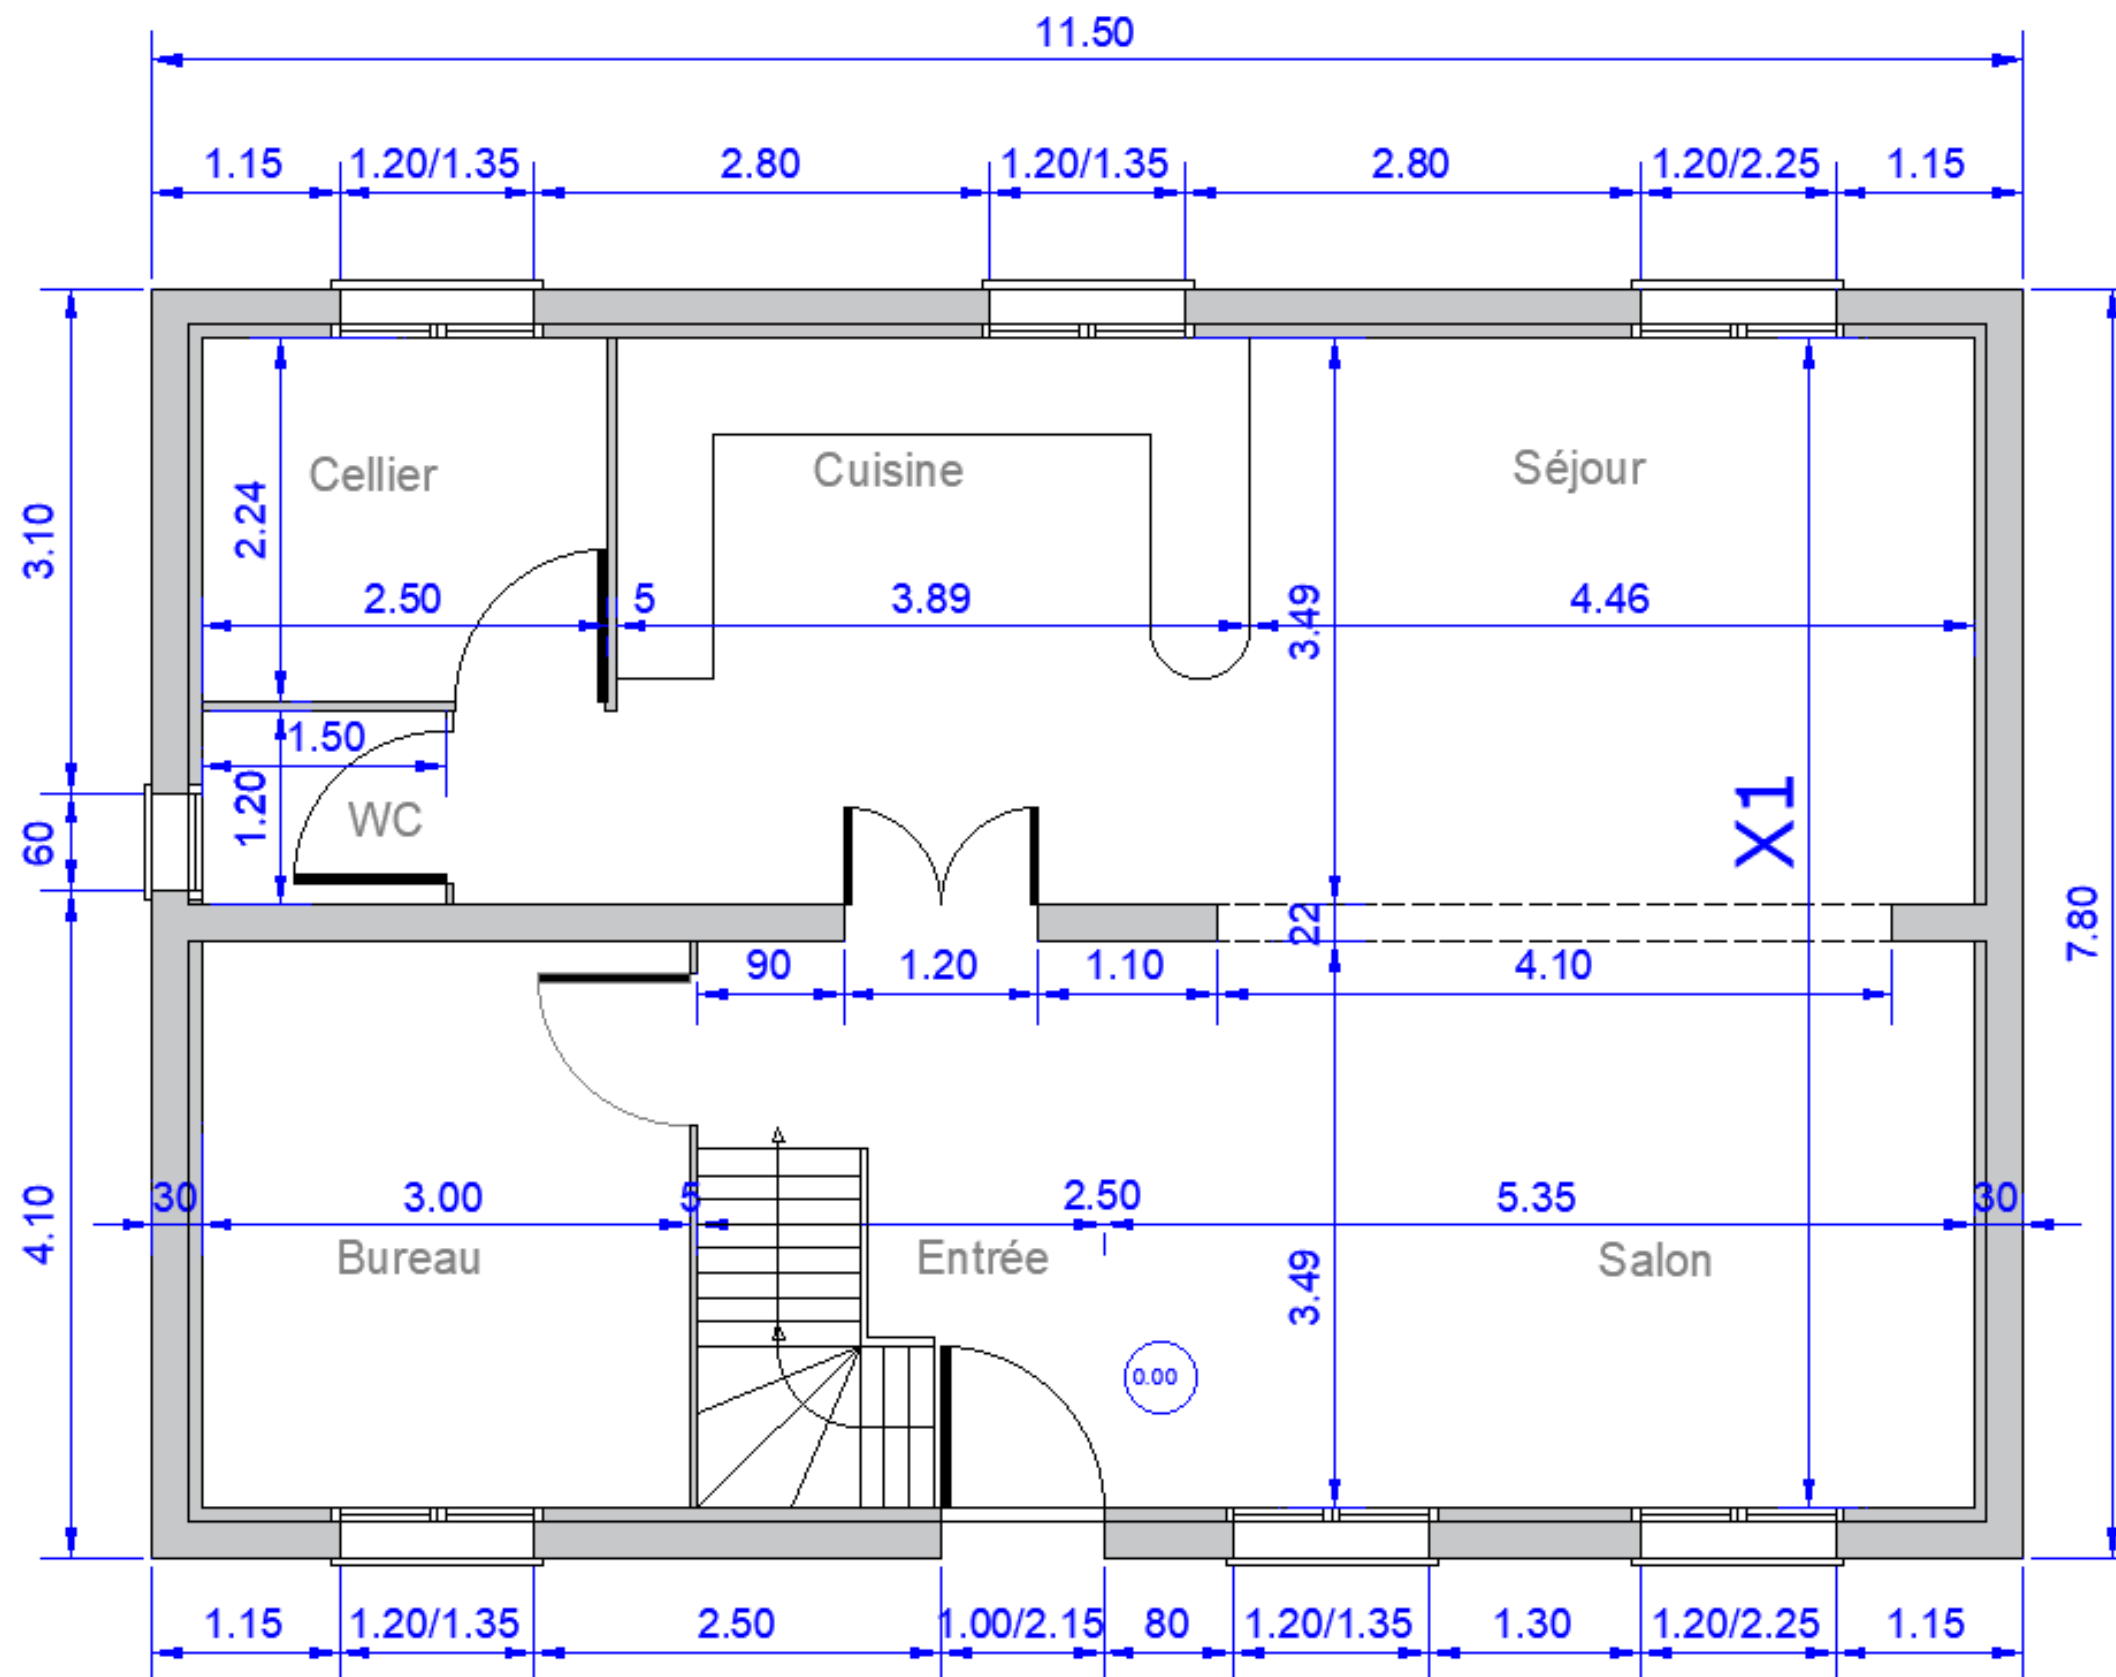 11.50
1.15 1.20/1.35 2.80 1.20/1.35 2.80 1.20/2.25 1.15
Cellier Cuisine Séjour
2.24
3.10
2.50 5 3.89 3.49 4.46
1.50
1.20
WC
X1
60
22
7.80
90 1.20 1.10 4.10
30 3.00 5 2.50 5.35 30
4.10
Bureau Entrée Salon
3.49
0.00
1.15 1.20/1.35 2.50 1.00/2.15 80 1.20/1.35 1.30 1.20/2.25 1.15